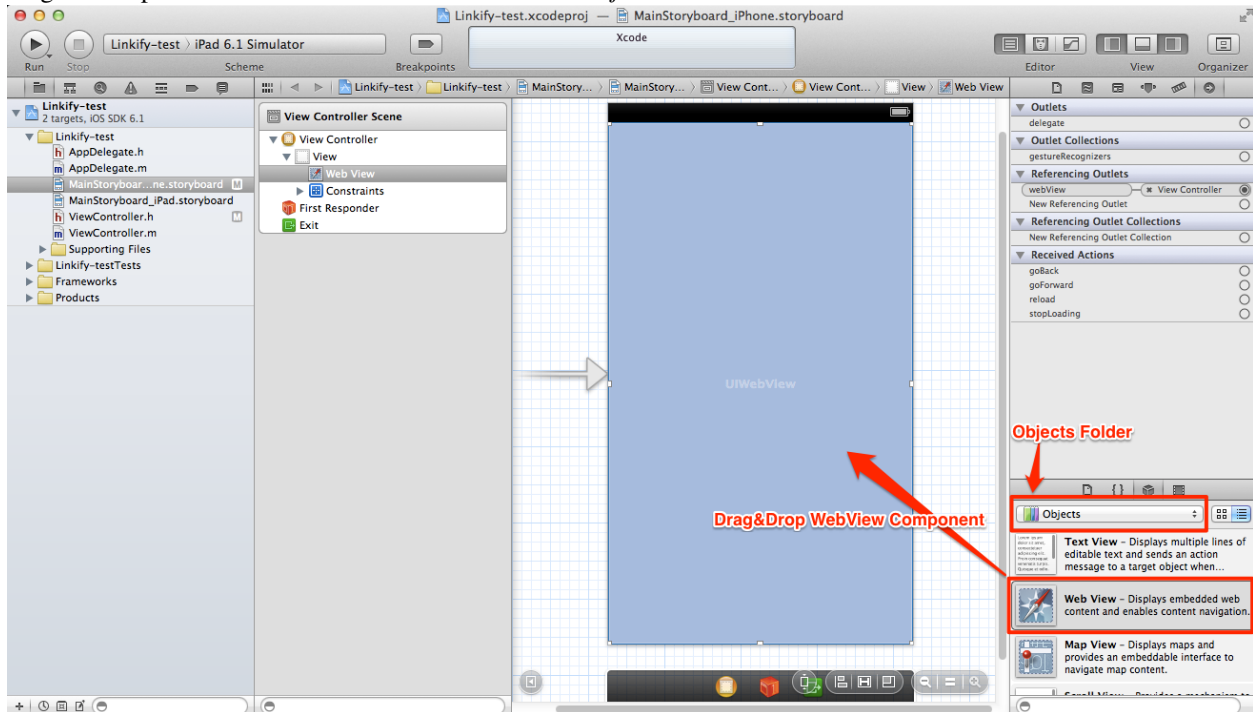 Linkify-test.xcodeproj — MainStoryboard_iPhone.storyboard
Linkify-test › iPad 6.1 Simulator
Xcode
Run Stop Scheme Breakpoints Editor View Organizer
Linkify-test › Linkify-test › MainStory... › MainStory... › View Cont... › View Cont... › View › Web View
Linkify-test
2 targets, iOS SDK 6.1
Linkify-test
AppDelegate.h
AppDelegate.m
MainStoryboar...ne.storyboard M
MainStoryboard_iPad.storyboard
ViewController.h M
ViewController.m
Supporting Files
Linkify-testTests
Frameworks
Products
View Controller Scene
View Controller
View
Web View
Constraints
First Responder
Exit
UIWebView
Drag&Drop WebView Component
Outlets
delegate
Outlet Collections
gestureRecognizers
Referencing Outlets
webView View Controller
New Referencing Outlet
Referencing Outlet Collections
New Referencing Outlet Collection
Received Actions
goBack
goForward
reload
stopLoading
Objects Folder
Objects
Text View – Displays multiple lines of
editable text and sends an action
message to a target object when...
Web View – Displays embedded web
content and enables content navigation.
Map View – Displays maps and
provides an embeddable interface to
navigate map content.